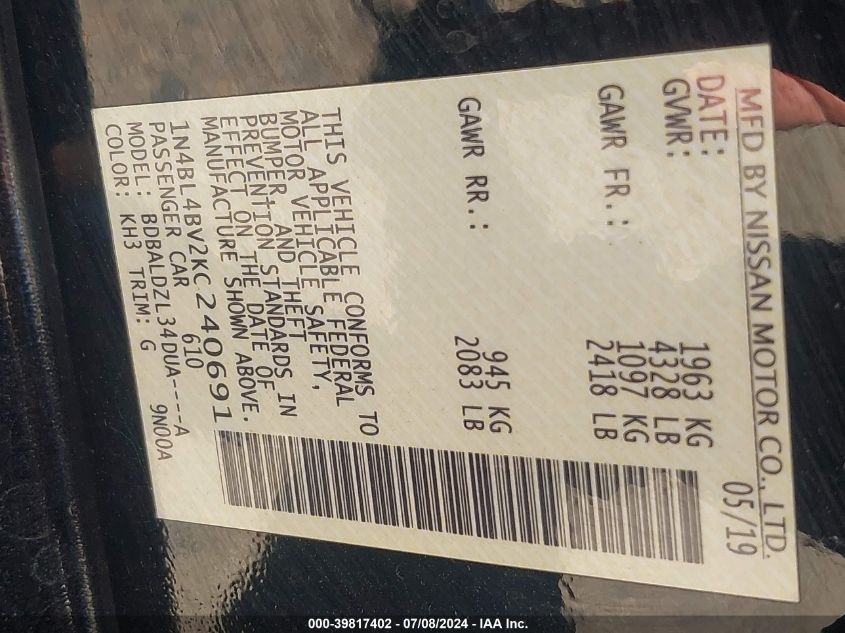 MFD BY NISSAN MOTOR CO., LTD.
DATE: 05/19
GVWR: 1963 KG
4328 LB
GAWR FR.: 1097 KG
2418 LB
GAWR RR.: 945 KG
2083 LB
THIS VEHICLE CONFORMS TO
ALL APPLICABLE FEDERAL
MOTOR VEHICLE SAFETY,
BUMPER, AND THEFT
PREVENTION STANDARDS IN
EFFECT ON THE DATE OF
MANUFACTURE SHOWN ABOVE.
1N4BL4BV2KC240691
PASSENGER CAR 610
MODEL: BDBALDZL34DUA----A
COLOR: KH3 TRIM: G 9N00A
000-39817402 - 07/08/2024 - IAA Inc.